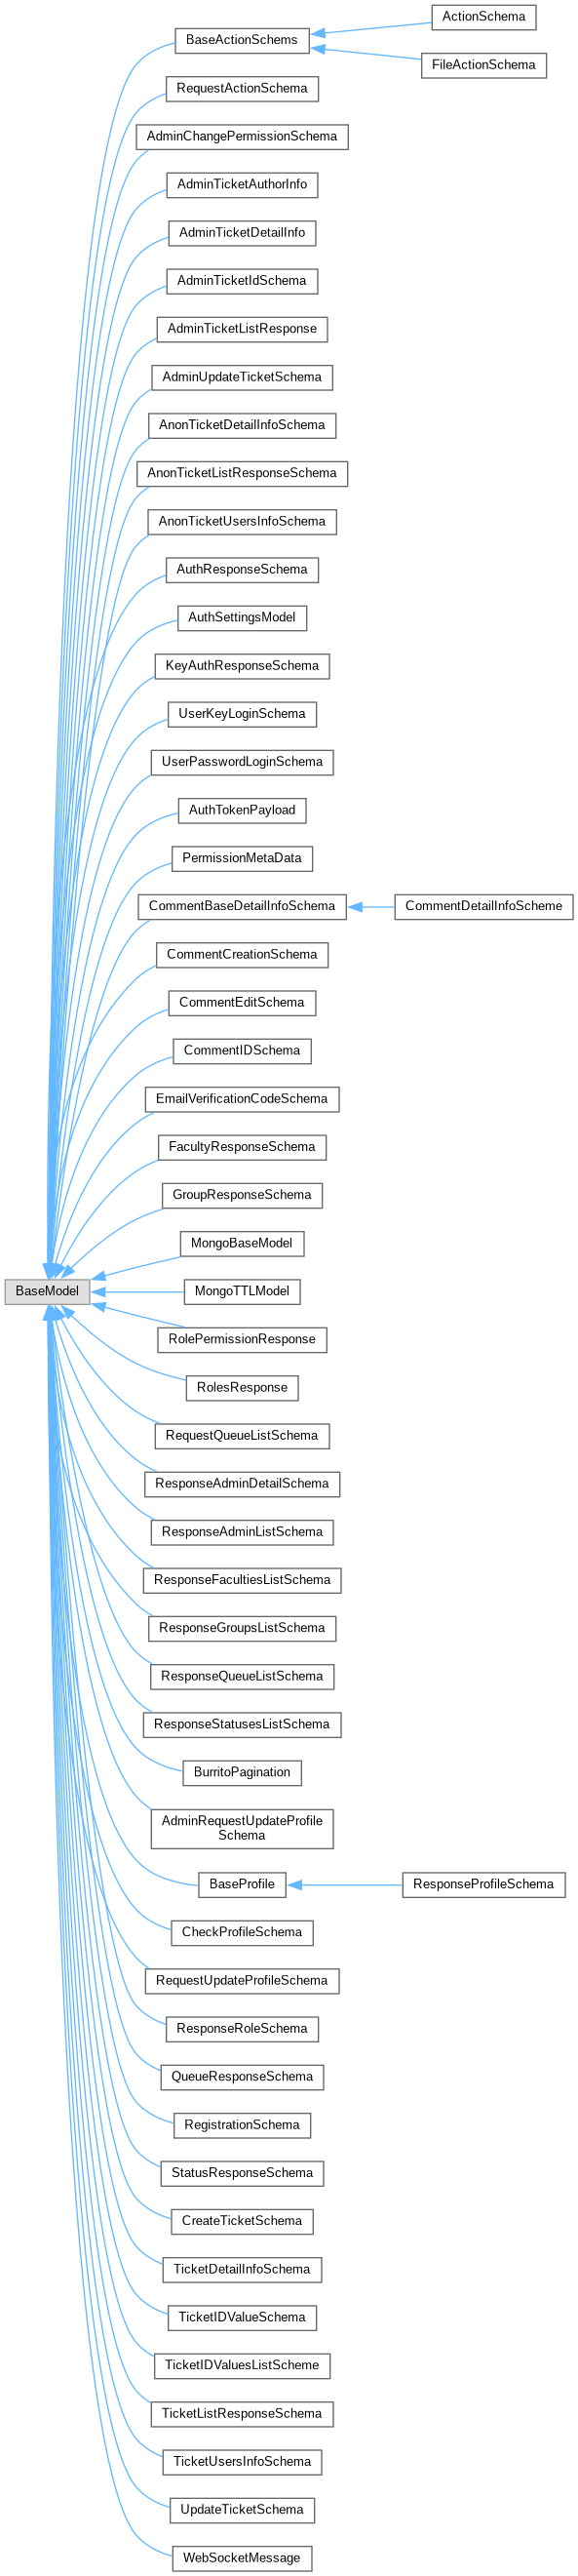 ActionSchema
BaseActionSchems
FileActionSchema
RequestActionSchema
AdminChangePermissionSchema
AdminTicketAuthorInfo
AdminTicketDetailInfo
AdminTicketIdSchema
AdminTicketListResponse
AdminUpdateTicketSchema
AnonTicketDetailInfoSchema
AnonTicketListResponseSchema
AnonTicketUsersInfoSchema
AuthResponseSchema
AuthSettingsModel
KeyAuthResponseSchema
UserKeyLoginSchema
UserPasswordLoginSchema
AuthTokenPayload
PermissionMetaData
CommentBaseDetailInfoSchema
CommentDetailInfoScheme
CommentCreationSchema
CommentEditSchema
CommentIDSchema
EmailVerificationCodeSchema
FacultyResponseSchema
GroupResponseSchema
MongoBaseModel
BaseModel
MongoTTLModel
RolePermissionResponse
RolesResponse
RequestQueueListSchema
ResponseAdminDetailSchema
ResponseAdminListSchema
ResponseFacultiesListSchema
ResponseGroupsListSchema
ResponseQueueListSchema
ResponseStatusesListSchema
BurritoPagination
AdminRequestUpdateProfile
Schema
BaseProfile
ResponseProfileSchema
CheckProfileSchema
RequestUpdateProfileSchema
ResponseRoleSchema
QueueResponseSchema
RegistrationSchema
StatusResponseSchema
CreateTicketSchema
TicketDetailInfoSchema
TicketIDValueSchema
TicketIDValuesListScheme
TicketListResponseSchema
TicketUsersInfoSchema
UpdateTicketSchema
WebSocketMessage